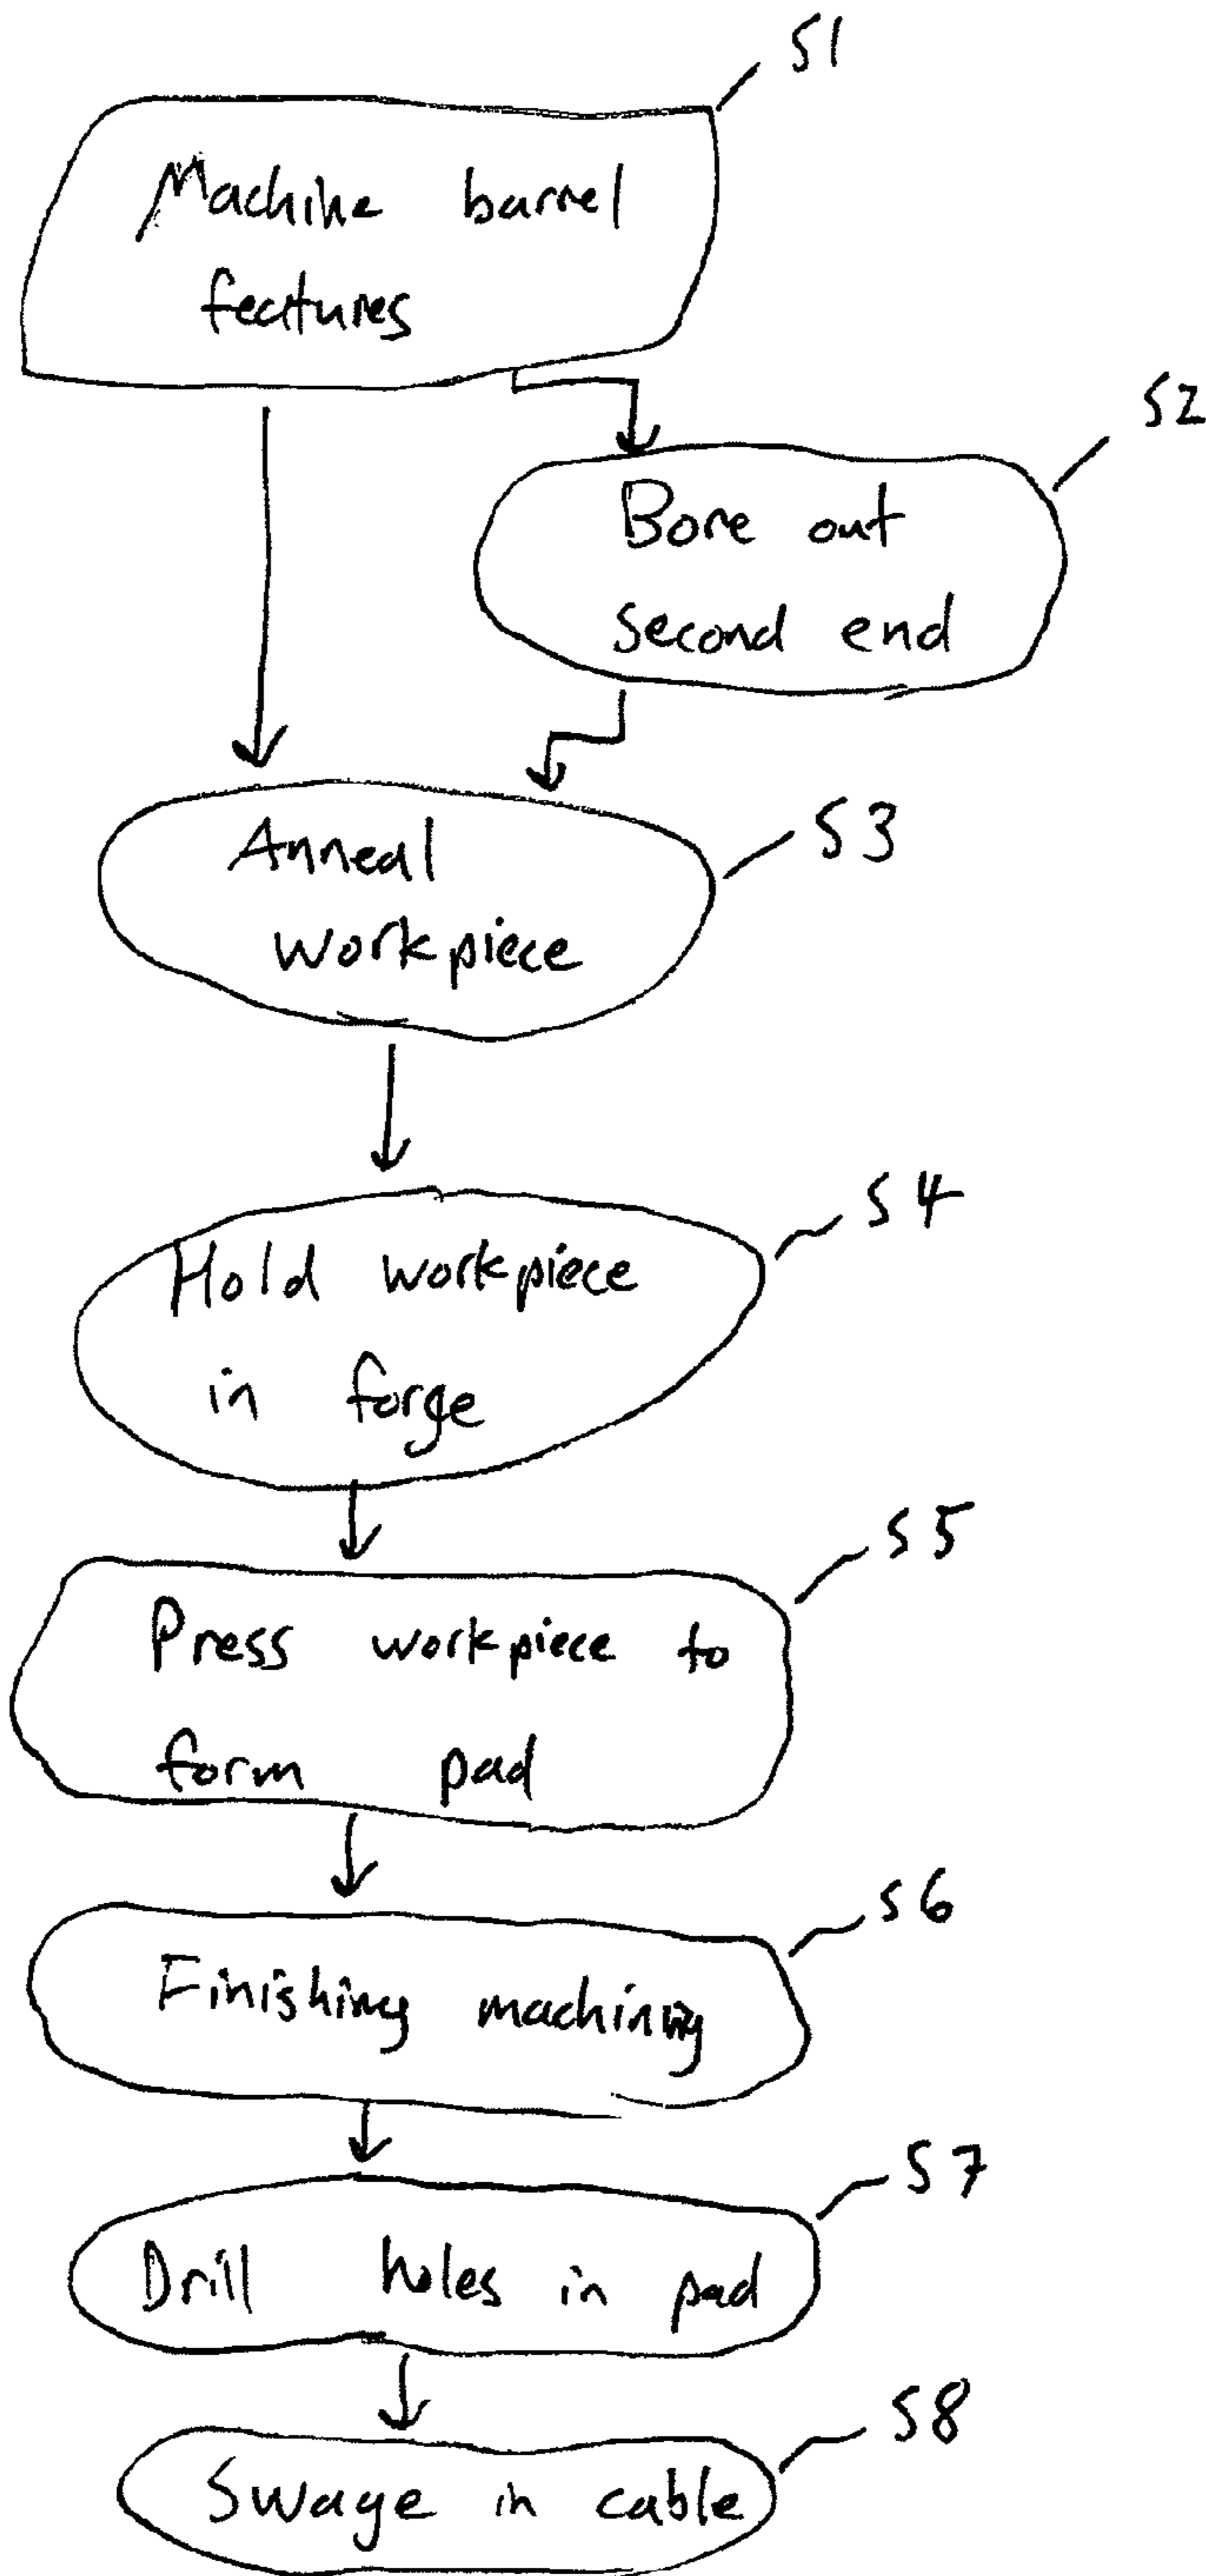 S1
Machine barrel
features
S2
Bore out
second end
S3
Anneal
workpiece
S4
Hold workpiece
in forge
S5
Press workpiece to
form pad
S6
Finishing machining
S7
Drill holes in pad
S8
Swage in cable